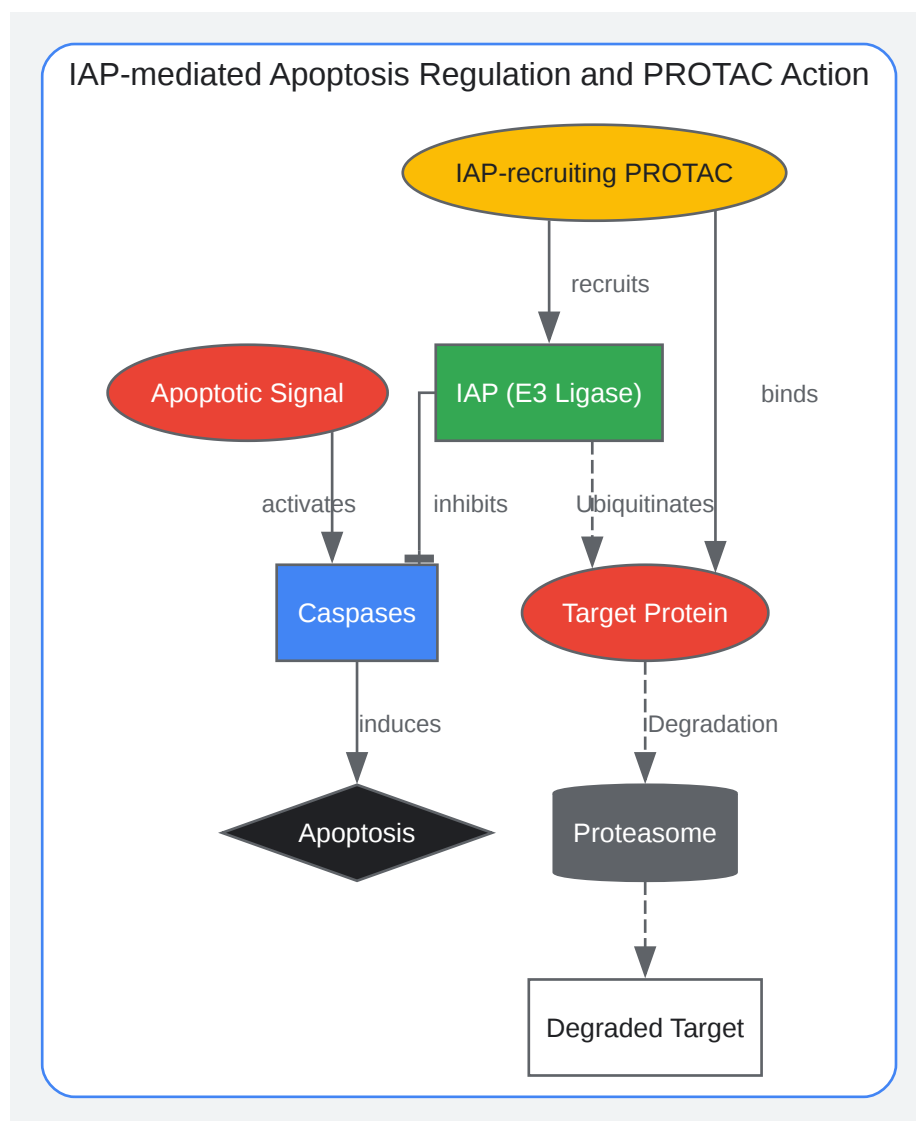 IAP-mediated Apoptosis Regulation and PROTAC Action
IAP-recruiting PROTAC
recruits
Apoptotic Signal
IAP (E3 Ligase)
binds
activates
inhibits
Ubiquitinates
Caspases
Target Protein
induces
Degradation
Apoptosis
Proteasome
Degraded Target